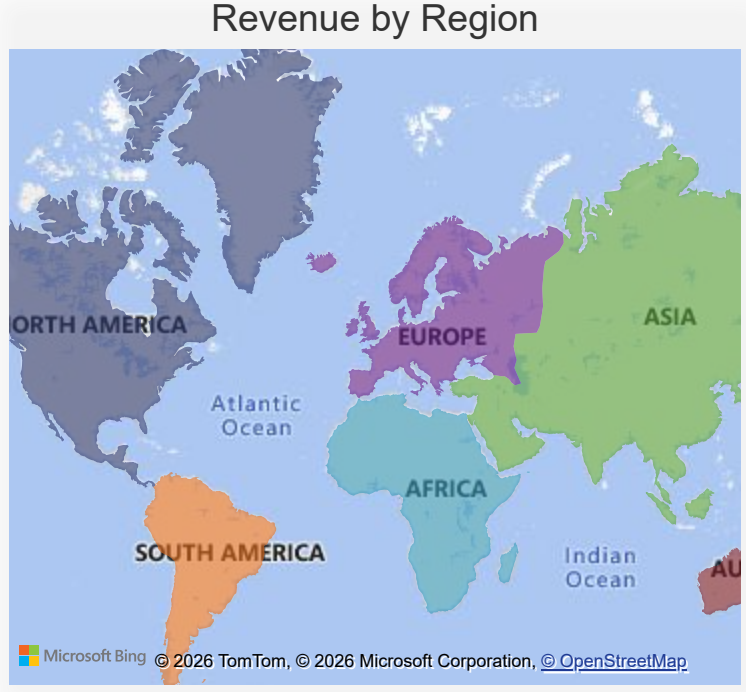 Revenue by Region
ORTH AMERICA
EUROPE
ASIA
Atlantic
Ocean
AFRICA
SOUTH AMERICA
Indian
Ocean
AU
Microsoft Bing
© 2026 TomTom, © 2026 Microsoft Corporation, © OpenStreetMap